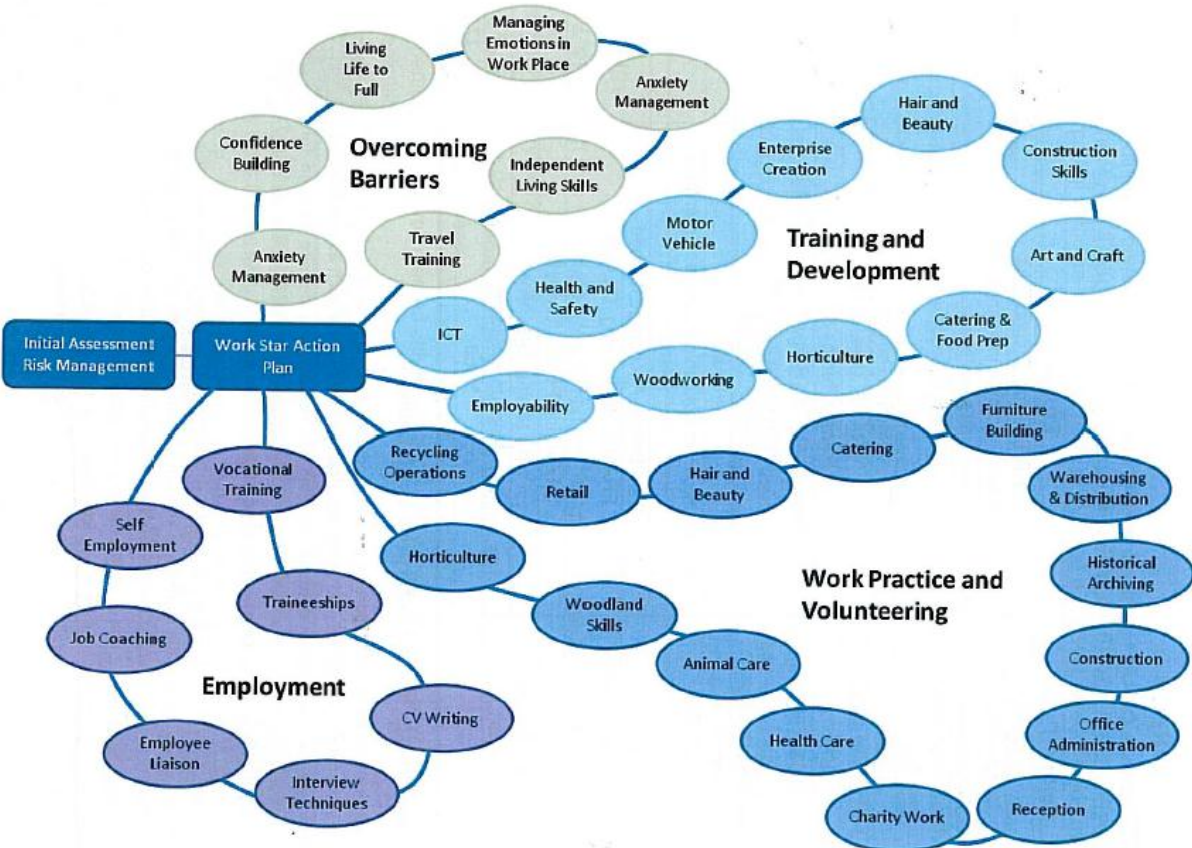 Initial Assessment
Risk Management
Work Star Action
Plan
Overcoming
Barriers
Anxiety
Management
Confidence
Building
Living
Life to
Full
Managing
Emotions in
Work Place
Anxiety
Management
Independent
Living Skills
Travel
Training
Training and
Development
ICT
Health and
Safety
Motor
Vehicle
Enterprise
Creation
Hair and
Beauty
Construction
Skills
Art and Craft
Catering &
Food Prep
Horticulture
Woodworking
Employability
Work Practice and
Volunteering
Recycling
Operations
Retail
Hair and
Beauty
Catering
Furniture
Building
Warehousing
& Distribution
Historical
Archiving
Construction
Office
Administration
Reception
Charity Work
Health Care
Animal Care
Woodland
Skills
Horticulture
Employment
Vocational
Training
Traineeships
CV Writing
Interview
Techniques
Employee
Liaison
Job Coaching
Self
Employment